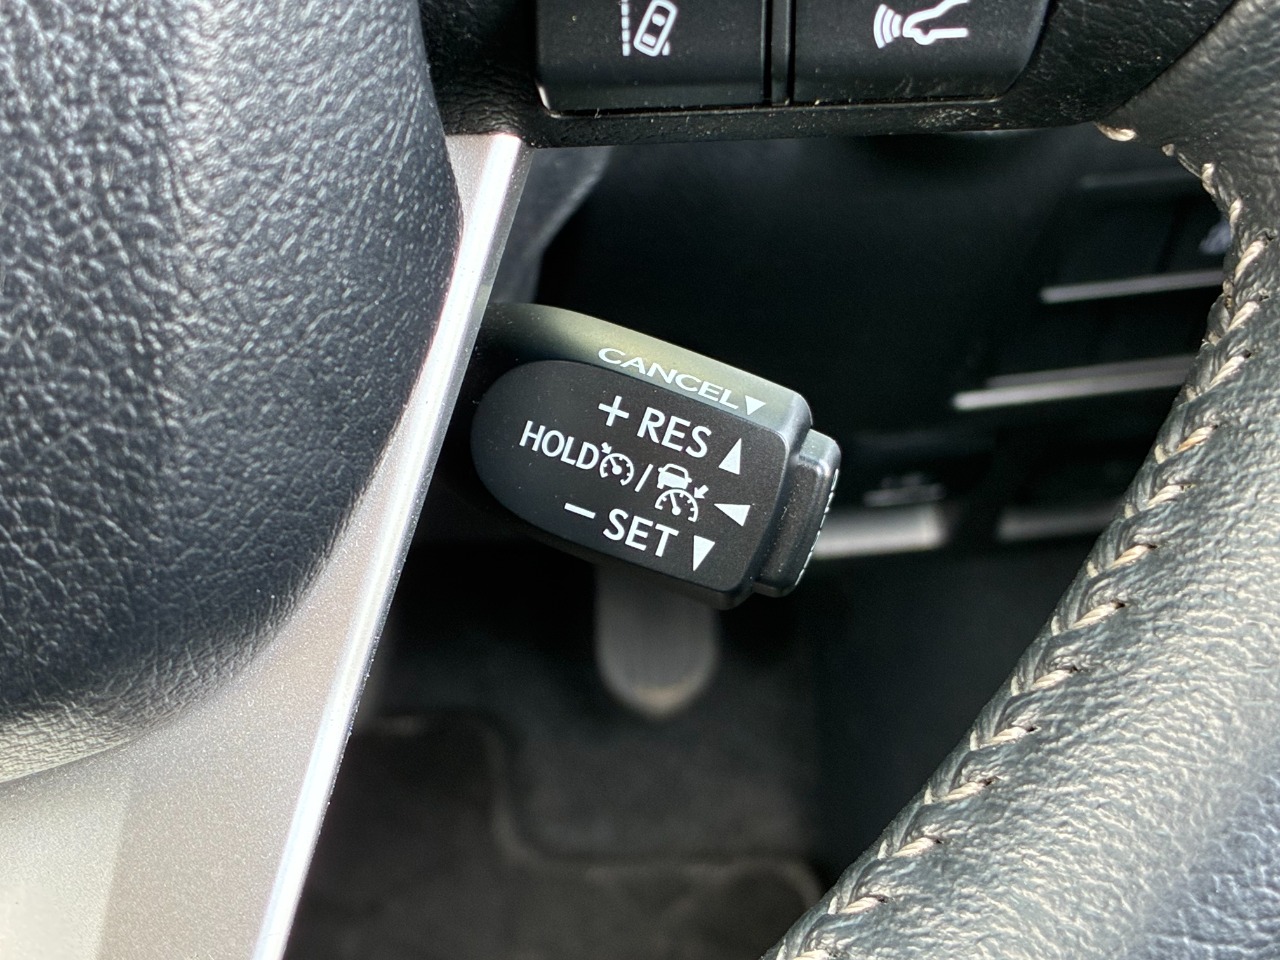 CANCEL▼
+ RES ▲
HOLD / ◀
− SET ▼